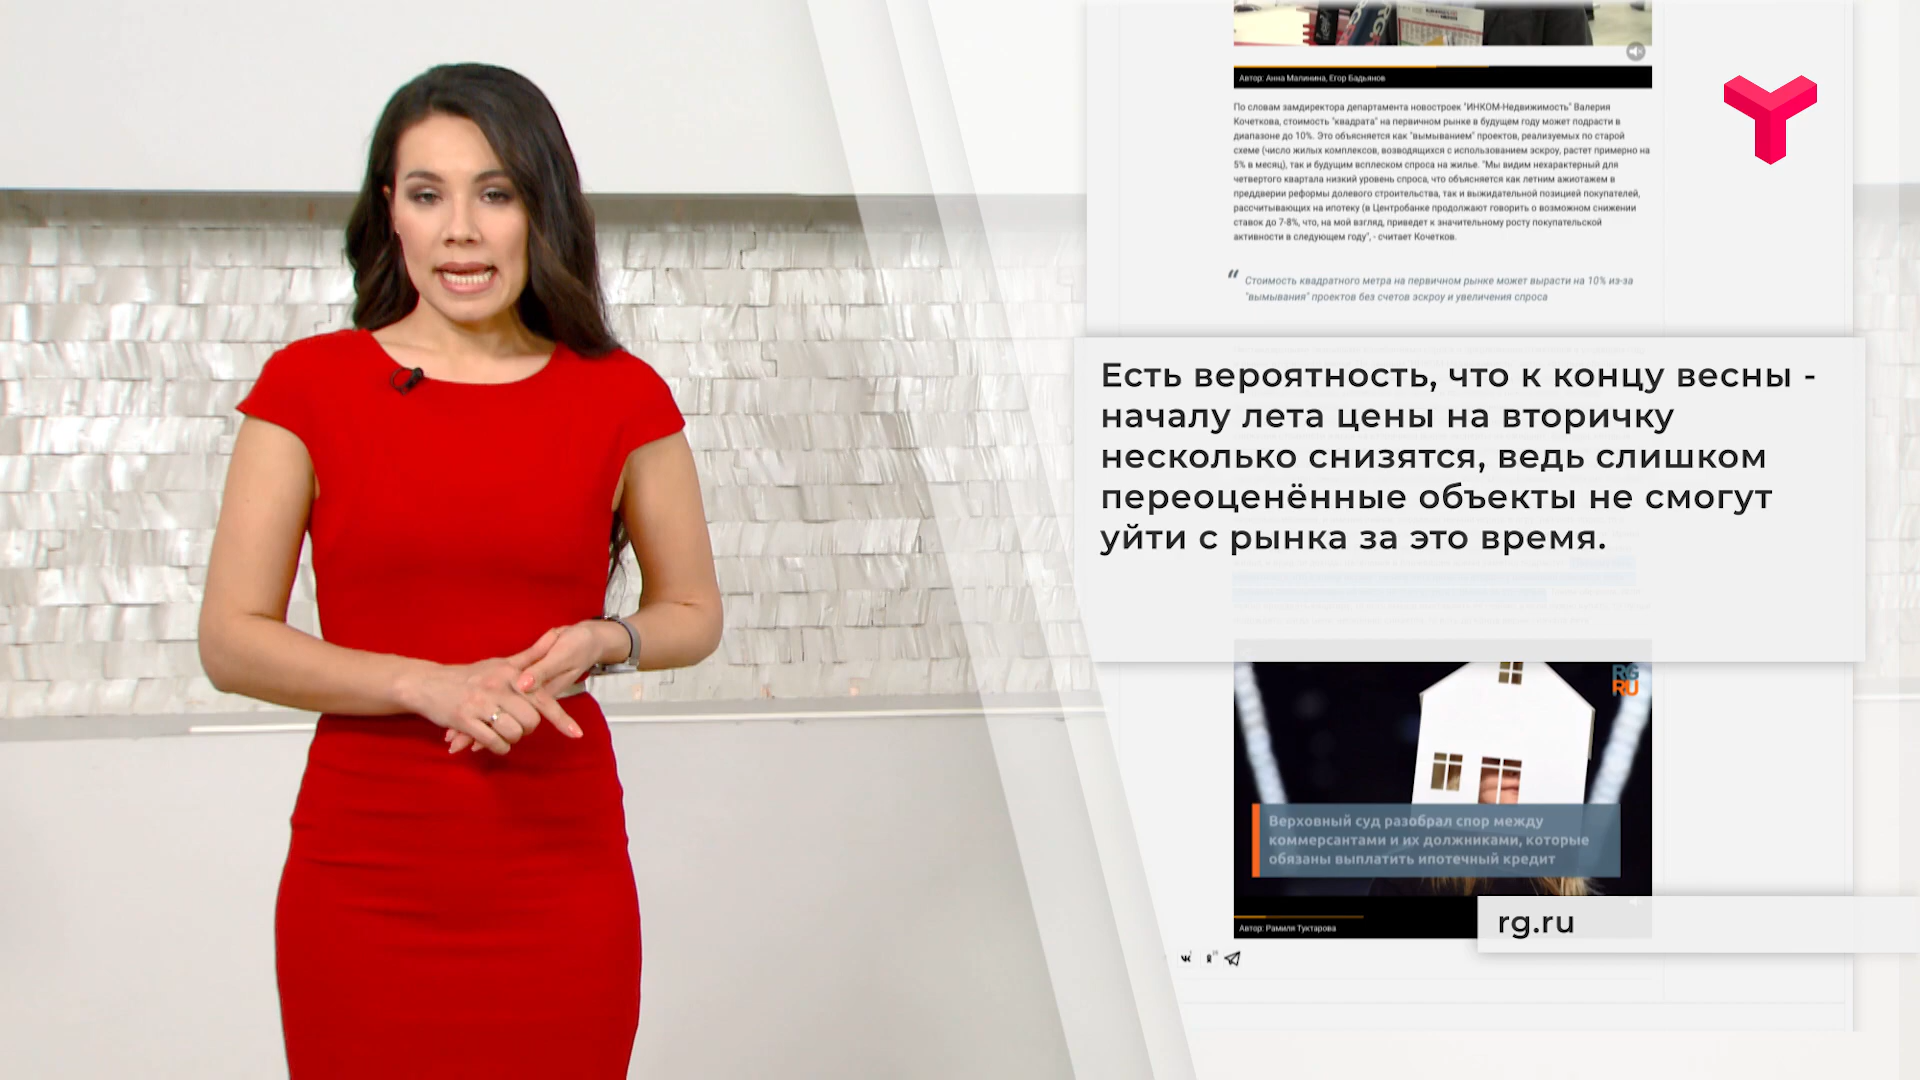 Автор: Анна Малинина, Егор Бадьянов
По словам замдиректора департамента новостроек "ИНКОМ-Недвижимость" Валерия
Кочеткова, стоимость "квадрата" на первичном рынке в будущем году может подрасти в
диапазоне до 10%. Это объясняется как "вымыванием" проектов, реализуемых по старой
схеме (число жилых комплексов, возводящихся с использованием эскроу, растет примерно на
5% в месяц), так и будущим всплеском спроса на жилье. "Мы видим нехарактерный для
четвертого квартала низкий уровень спроса, что объясняется как летним ажиотажем в
преддверии реформы долевого строительства, так и выжидательной позицией покупателей,
рассчитывающих на ипотеку (в Центробанке продолжают говорить о возможном снижении
ставок до 7-8%, что, на мой взгляд, приведет к значительному росту покупательской
активности в следующем году", - считает Кочетков.
“ Стоимость квадратного метра на первичном рынке может вырасти на 10% из-за
"вымывания" проектов без счетов эскроу и увеличения спроса
Есть вероятность, что к концу весны -
началу лета цены на вторичку
несколько снизятся, ведь слишком
переоценённые объекты не смогут
уйти с рынка за это время.
RG
RU
Верховный суд разобрал спор между
коммерсантами и их должниками, которые
обязаны выплатить ипотечный кредит
Автор: Рамиля Туктарова
rg.ru